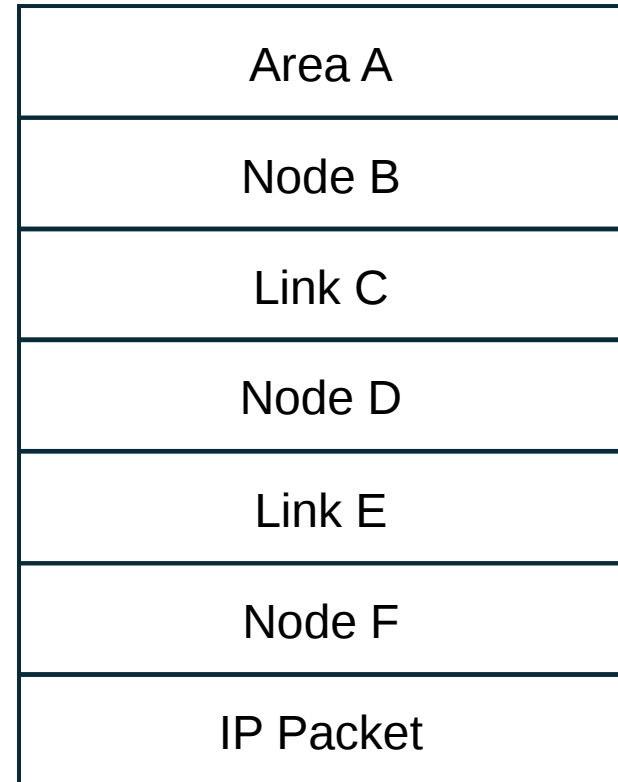 Area A
Node B
Link C
Node D
Link E
Node F
IP Packet